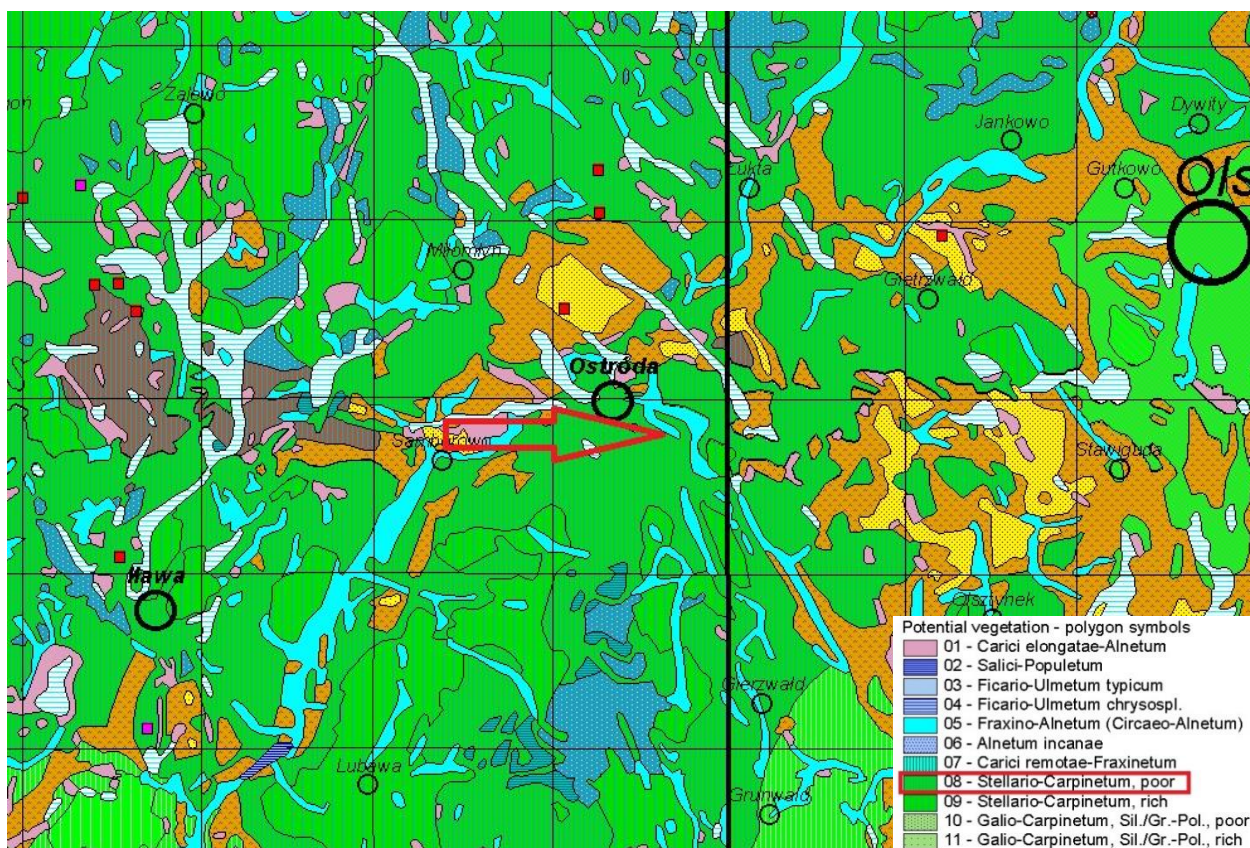 Zalewo
Dywity
Jankowo
Łukta
Gutkowo
Ols
Miłomłyn
Gietrzwałd
Ostróda
Samborowo
Stawiguda
Iława
Olsztynek
Gierzwałd
Lubawa
Grunwald
Potential vegetation - polygon symbols
01 - Carici elongatae-Alnetum
02 - Salici-Populetum
03 - Ficario-Ulmetum typicum
04 - Ficario-Ulmetum chrysospl.
05 - Fraxino-Alnetum (Circaeo-Alnetum)
06 - Alnetum incanae
07 - Carici remotae-Fraxinetum
08 - Stellario-Carpinetum, poor
09 - Stellario-Carpinetum, rich
10 - Galio-Carpinetum, Sil./Gr.-Pol., poor
11 - Galio-Carpinetum, Sil./Gr.-Pol., rich